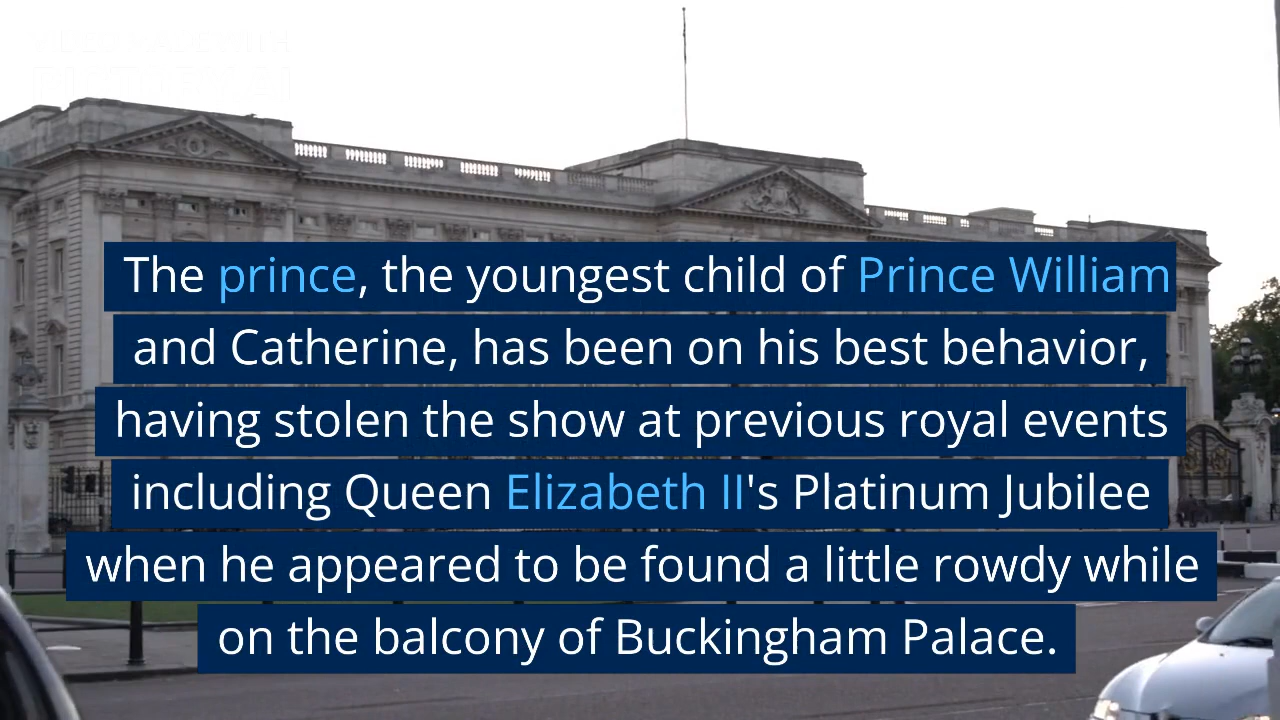 The prince, the youngest child of Prince William
and Catherine, has been on his best behavior,
having stolen the show at previous royal events
including Queen Elizabeth II's Platinum Jubilee
when he appeared to be found a little rowdy while
on the balcony of Buckingham Palace.